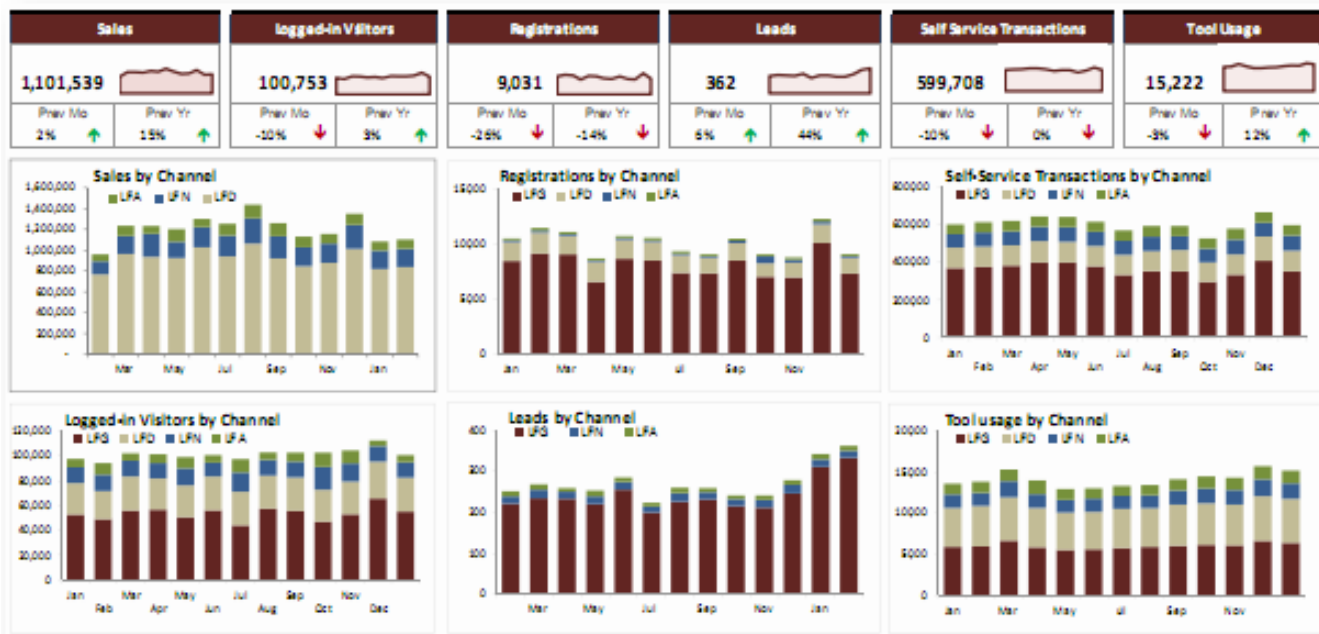 Sales
Logged-in Visitors
Registrations
Leads
Self Service Transactions
Tool Usage
1,101,539
100,753
9,031
362
599,708
15,222
Prev Mo Prev Yr
2% 15%
Prev Mo Prev Yr
-10% 3%
Prev Mo Prev Yr
-26% -14%
Prev Mo Prev Yr
6% 44%
Prev Mo Prev Yr
-10% 0%
Prev Mo Prev Yr
-3% 12%
Sales by Channel
LFA LFN LFD
1,600,000
1,400,000
1,200,000
1,000,000
800,000
600,000
400,000
200,000
-
Mar May Jul Sep Nov Jan
Registrations by Channel
LFG LFD LFN LFA
15000
10000
5000
0
Jan Mar May ul Sep Nov
Self-Service Transactions by Channel
LFG LFD LFN LFA
800000
600000
400000
200000
0
Jan Mar May Jul Sep Nov
Feb Apr Jun Aug Oct Dec
Logged-in Visitors by Channel
LFG LFD LFN LFA
120,000
100,000
80,000
60,000
40,000
20,000
0
Jan Mar May Jul Sep Nov
Feb Apr Jun Aug Oct Dec
Leads by Channel
LFG LFN LFA
400
300
200
100
0
Mar May Jul Sep Nov Jan
Tool usage by Channel
LFG LFD LFN LFA
20000
15000
10000
5000
0
Jan Mar May ul Sep Nov